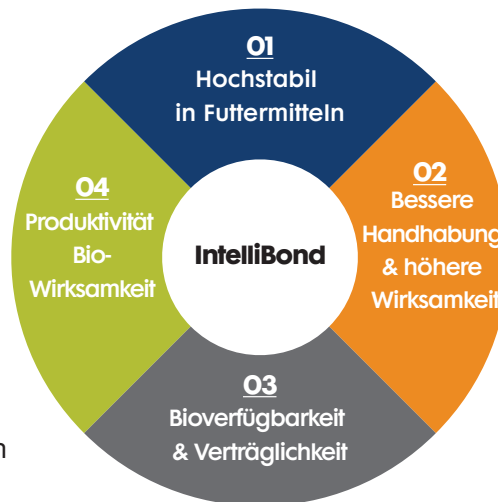 01
Hochstabil
in Futtermitteln
02
Bessere
Handhabung
& höhere
Wirksamkeit
03
Bioverfügbarkeit
& Verträglichkeit
04
Produktivität
Bio-
Wirksamkeit
IntelliBond